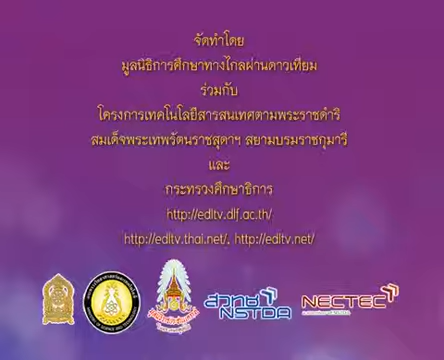 จัดทำโดย
มูลนิธิการศึกษาทางไกลผ่านดาวเทียม
ร่วมกับ
โครงการเทคโนโลยีสารสนเทศตามพระราชดำริ
สมเด็จพระเทพรัตนราชสุดาฯ สยามบรมราชกุมารี
และ
กระทรวงศึกษาธิการ
http://edltv.dlf.ac.th/
http://edltv.thai.net/, http://edltv.net/
สวทช NSTDA
NECTEC